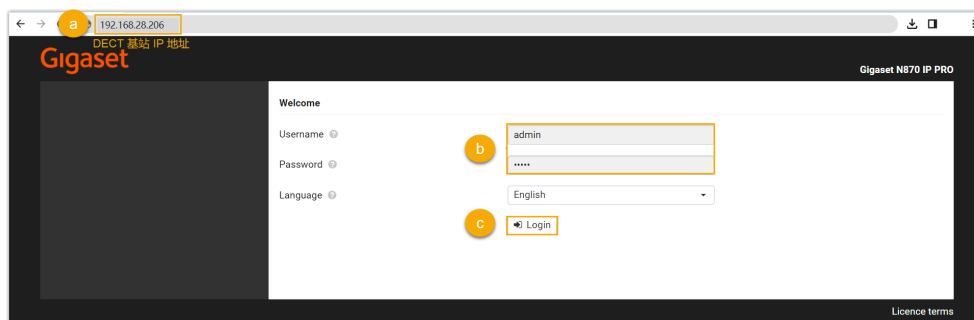 a
192.168.28.206
DECT 基站 IP 地址
Gigaset
Gigaset N870 IP PRO
Welcome
Username
admin
b
Password
•••••
Language
English
c
Login
Licence terms